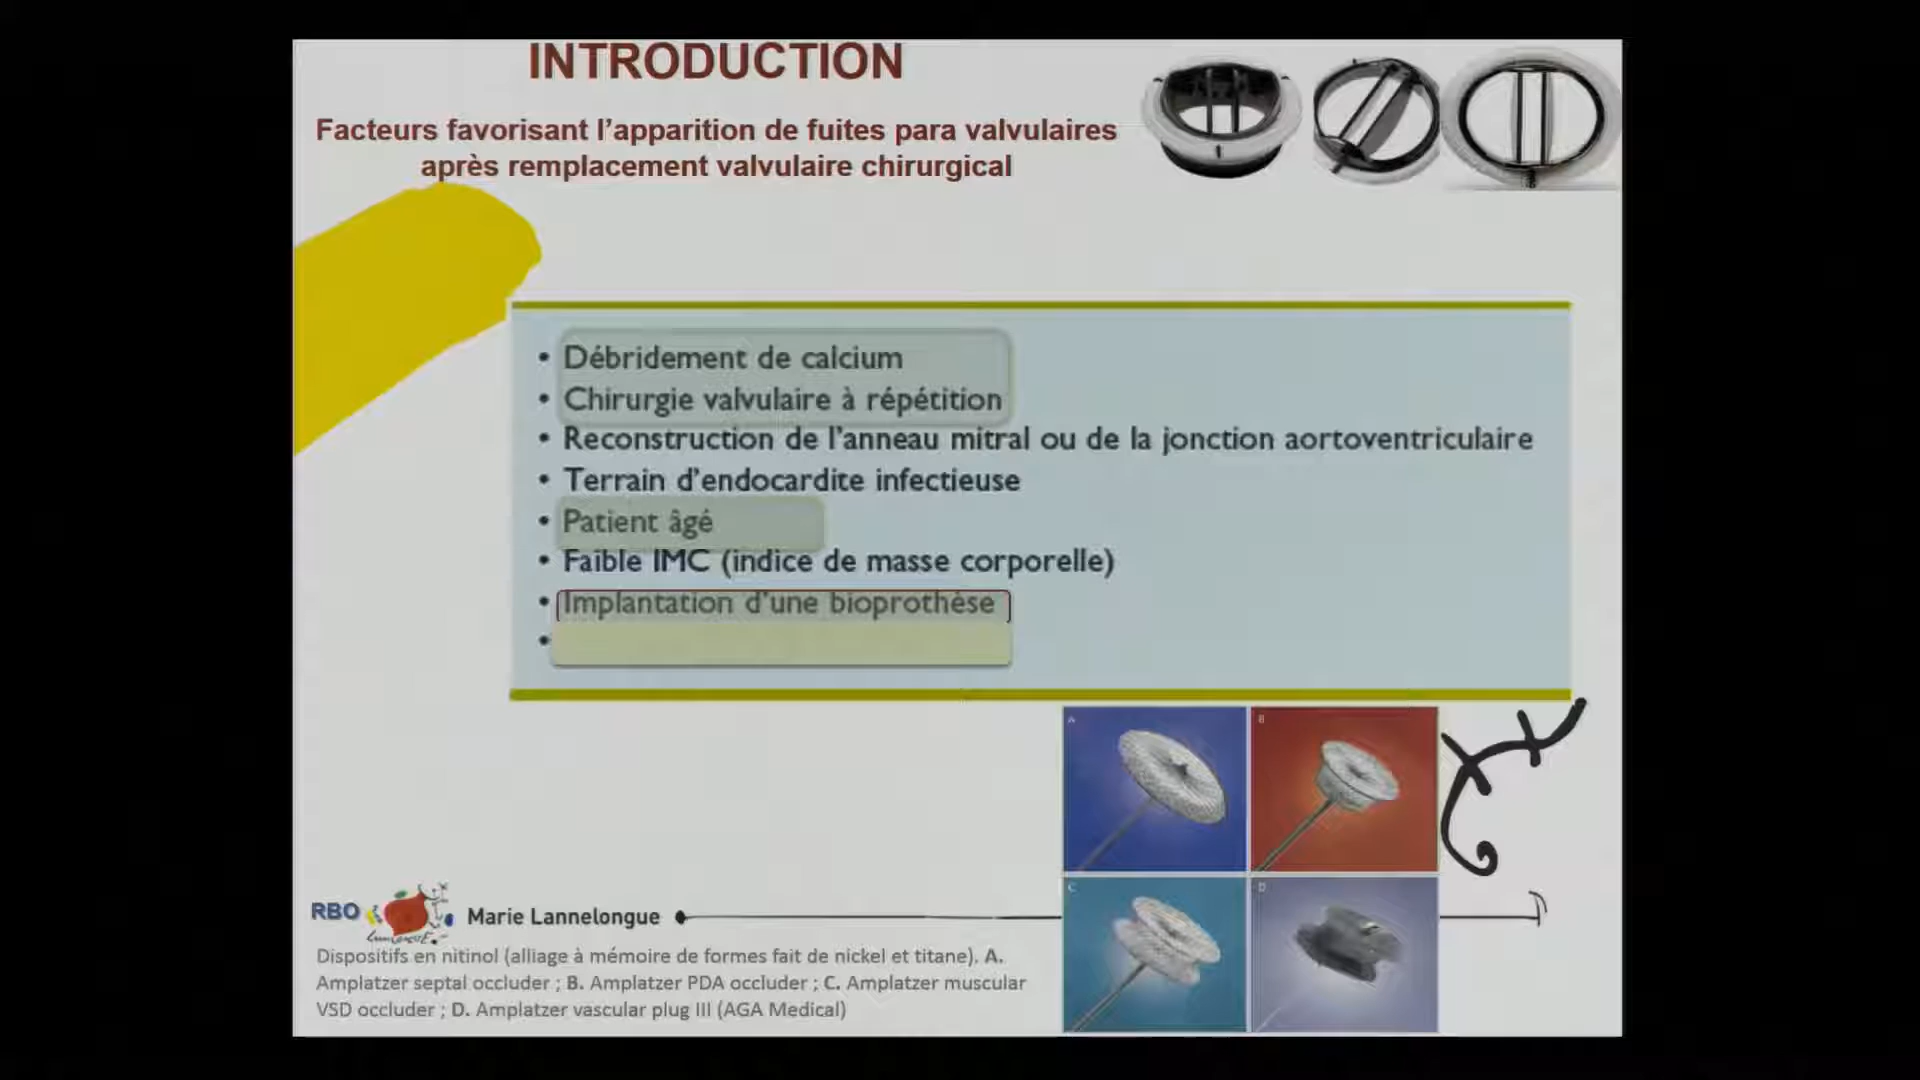 INTRODUCTION
Facteurs favorisant l’apparition de fuites para valvulaires
après remplacement valvulaire chirurgical
• Débridement de calcium
• Chirurgie valvulaire à répétition
• Reconstruction de l’anneau mitral ou de la jonction aortoventriculaire
• Terrain d’endocardite infectieuse
• Patient âgé
• Faible IMC (indice de masse corporelle)
• Implantation d’une bioprothèse
•
A
B
C
D
RBO
Marie Lannelongue
Dispositifs en nitinol (alliage à mémoire de formes fait de nickel et titane). A.
Amplatzer septal occluder ; B. Amplatzer PDA occluder ; C. Amplatzer muscular
VSD occluder ; D. Amplatzer vascular plug III (AGA Medical)